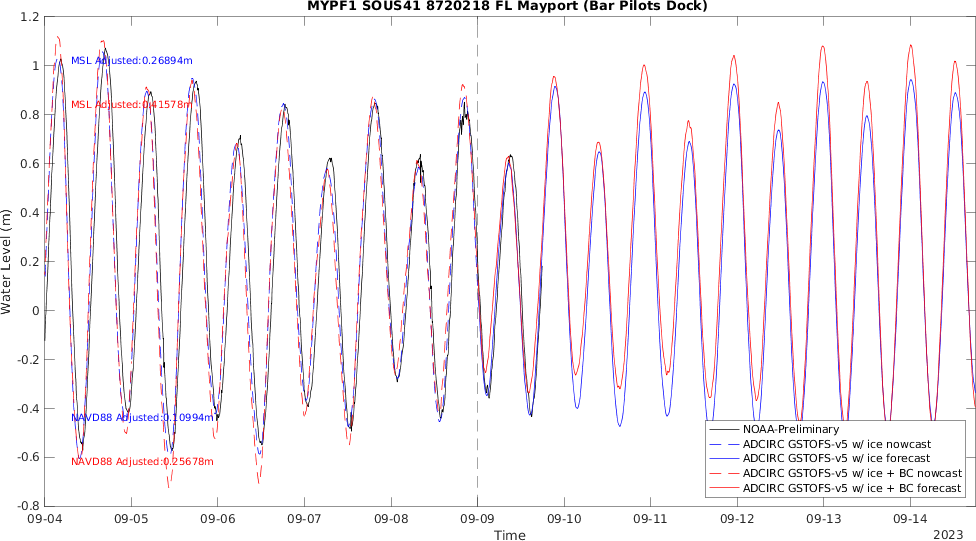 MYPF1 SOUS41 8720218 FL Mayport (Bar Pilots Dock)
1.2
1
0.8
0.6
0.4
0.2
0
-0.2
-0.4
-0.6
-0.8
Water Level (m)
MSL Adjusted:0.26894m
MSL Adjusted:0.41578m
NAVD88 Adjusted:0.10994m
NAVD88 Adjusted:0.25678m
NOAA-Preliminary
ADCIRC GSTOFS-v5 w/ ice nowcast
ADCIRC GSTOFS-v5 w/ ice forecast
ADCIRC GSTOFS-v5 w/ ice + BC nowcast
ADCIRC GSTOFS-v5 w/ ice + BC forecast
09-04 09-05 09-06 09-07 09-08 09-09 09-10 09-11 09-12 09-13 09-14
Time
2023